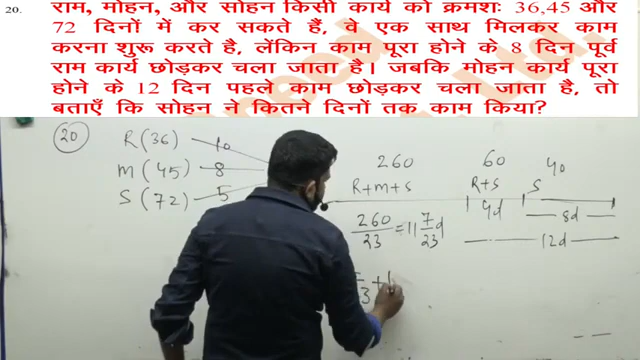 20. राम, मोहन, और सोहन किसी कार्य को क्रमशः 36,45 और
72 दिनों में कर सकते हैं, वे एक साथ मिलकर काम
करना शुरू करते है, लेंकिन काम पूरा होने के 8 दिन पूर्व
राम कार्य छोड़कर चला जाता है। जबकि मोहन कार्य पूरा
होने के 12 दिन पहले काम छोड़कर चला जाता है, तो
बताएँ कि सोहन ने कितने दिनों तक काम किया?
20
R (36) 10
M (45) 8
S (72) 5
260 60 40
R+M+S R+S S
4d 8d
260/23 = 11 7/23 d 12d